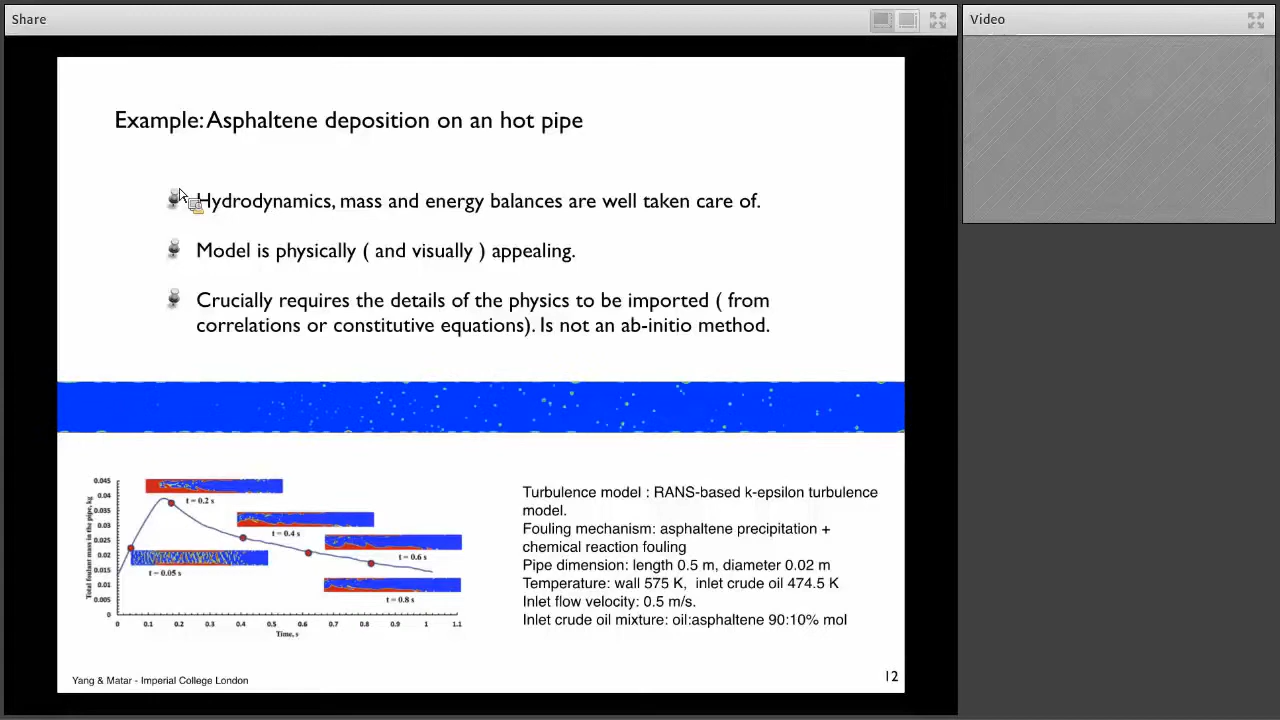 Share
Video
Example: Asphaltene deposition on an hot pipe
Hydrodynamics, mass and energy balances are well taken care of.
Model is physically ( and visually ) appealing.
Crucially requires the details of the physics to be imported ( from
correlations or constitutive equations). Is not an ab-initio method.
Total foulant mass in the pipe, kg
0.045
0.04
0.035
0.03
0.025
0.02
0.015
0.01
0.005
0
t = 0.2 s
t = 0.4 s
t = 0.6 s
t = 0.05 s
t = 0.8 s
0 0.1 0.2 0.3 0.4 0.5 0.6 0.7 0.8 0.9 1 1.1
Time, s
Turbulence model : RANS-based k-epsilon turbulence
model.
Fouling mechanism: asphaltene precipitation +
chemical reaction fouling
Pipe dimension: length 0.5 m, diameter 0.02 m
Temperature: wall 575 K, inlet crude oil 474.5 K
Inlet flow velocity: 0.5 m/s.
Inlet crude oil mixture: oil:asphaltene 90:10% mol
Yang & Matar - Imperial College London
12